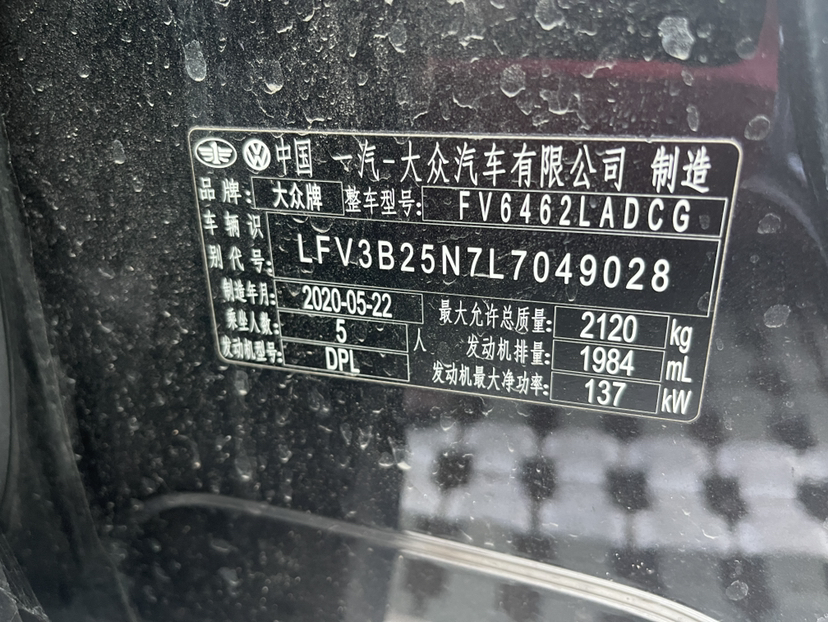 中国 一汽-大众汽车有限公司 制造
品牌: 大众牌 整车型号: FV6462LADCG
车辆识别代号: LFV3B25N7L7049028
制造年月: 2020-05-22 最大允许总质量: 2120 kg
乘坐人数: 5 人 发动机排量: 1984 mL
发动机型号: DPL 发动机最大净功率: 137 kW